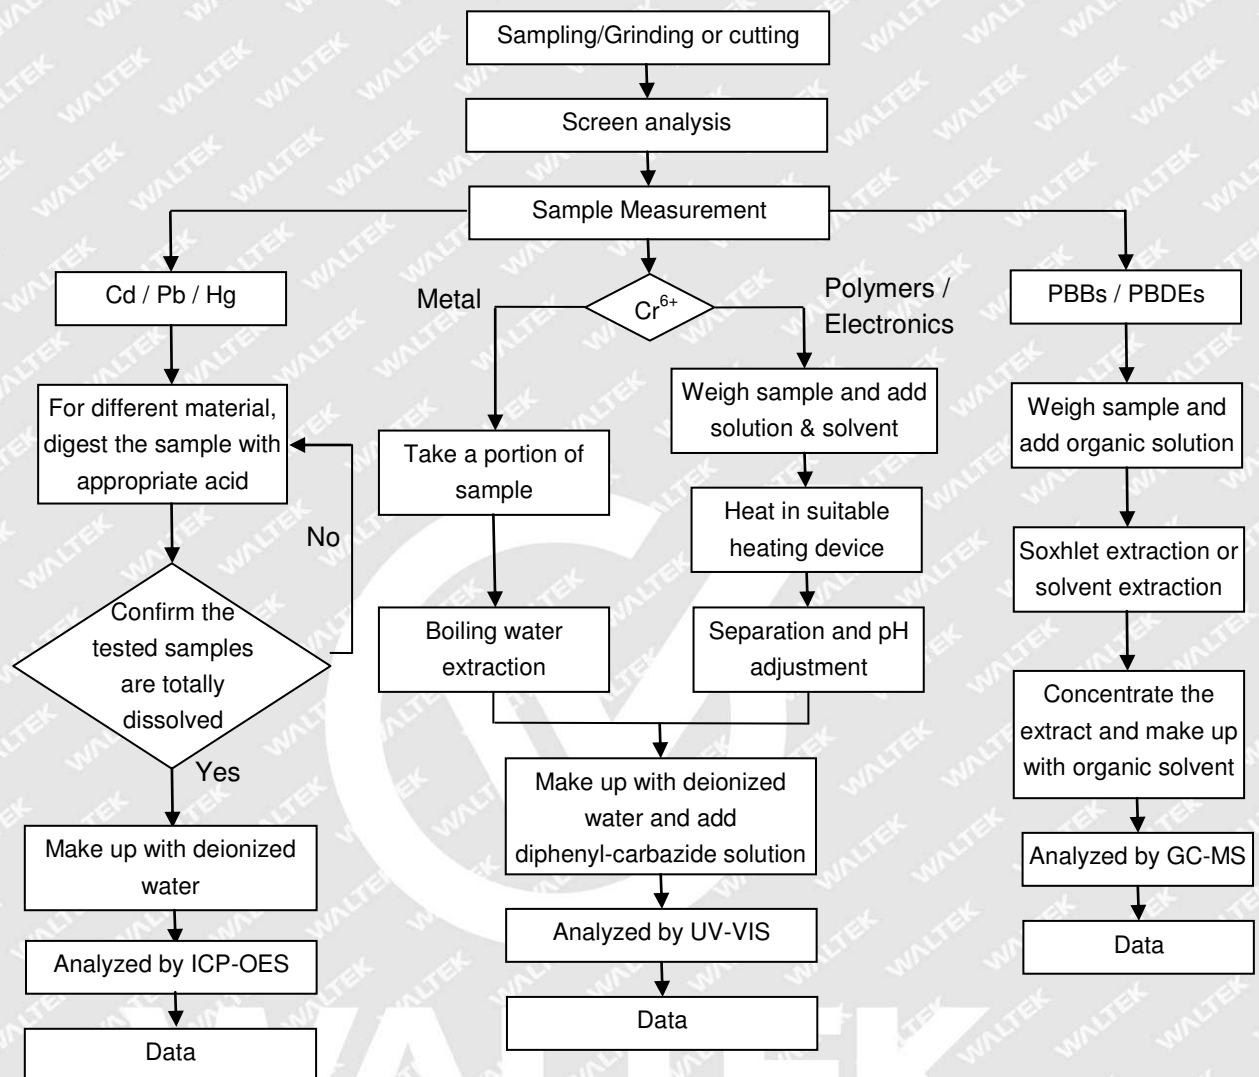 Sampling/Grinding or cutting
Screen analysis
Sample Measurement
Cd / Pb / Hg
Metal
Cr6+
Polymers /
Electronics
PBBs / PBDEs
For different material,
digest the sample with
appropriate acid
No
Confirm the
tested samples
are totally
dissolved
Yes
Make up with deionized
water
Analyzed by ICP-OES
Data
Take a portion of
sample
Boiling water
extraction
Weigh sample and add
solution & solvent
Heat in suitable
heating device
Separation and pH
adjustment
Make up with deionized
water and add
diphenyl-carbazide solution
Analyzed by UV-VIS
Data
Weigh sample and
add organic solution
Soxhlet extraction or
solvent extraction
Concentrate the
extract and make up
with organic solvent
Analyzed by GC-MS
Data
WALTEK